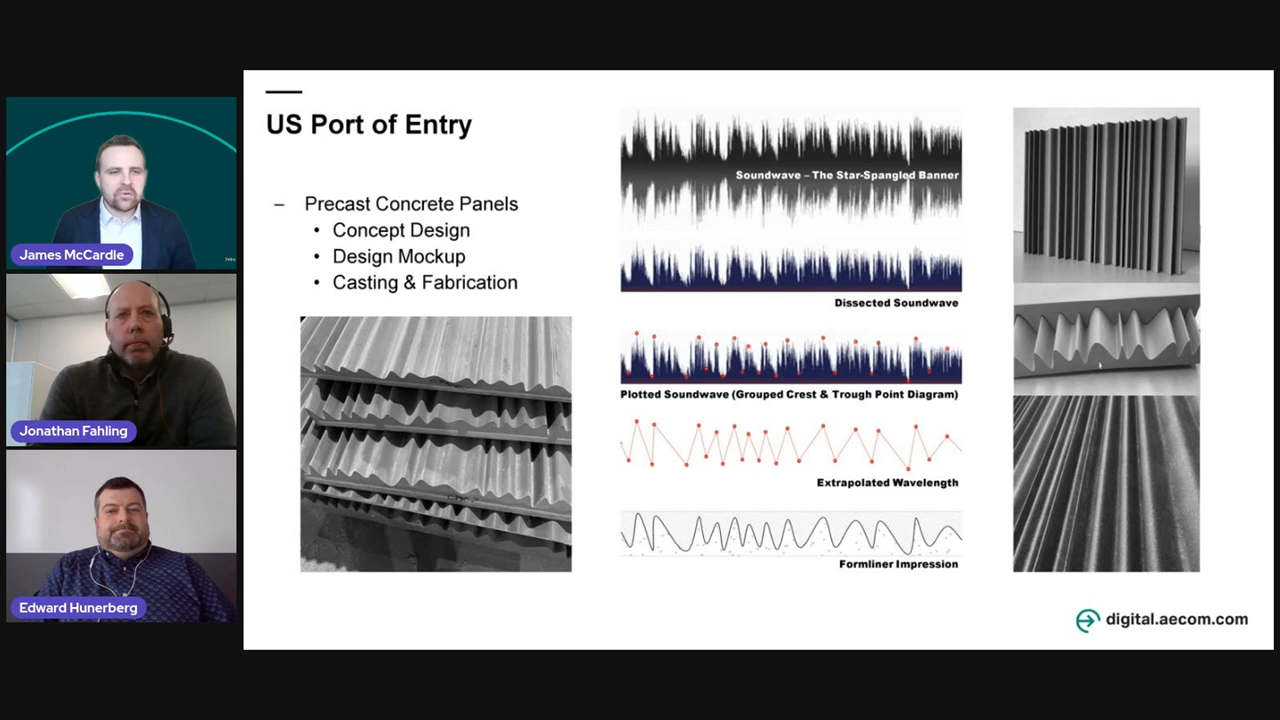 James McCardle
Jonathan Fahling
Edward Hunerberg
US Port of Entry
– Precast Concrete Panels
• Concept Design
• Design Mockup
• Casting & Fabrication
Soundwave – The Star-Spangled Banner
Dissected Soundwave
Plotted Soundwave (Grouped Crest & Trough Point Diagram)
Extrapolated Wavelength
Formliner Impression
digital.aecom.com